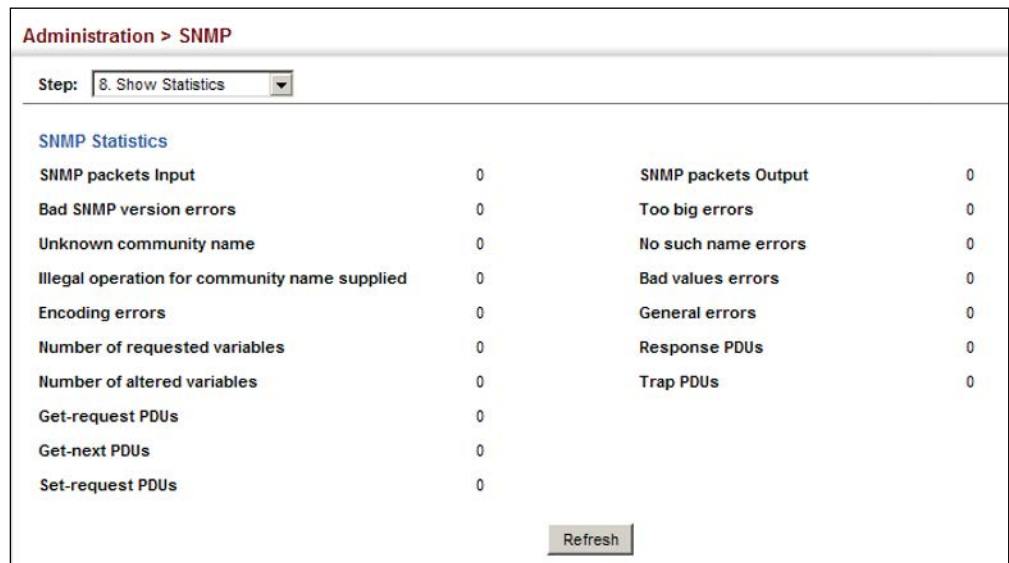 Administration > SNMP
Step: 8. Show Statistics
SNMP Statistics
SNMP packets Input 0 SNMP packets Output 0
Bad SNMP version errors 0 Too big errors 0
Unknown community name 0 No such name errors 0
Illegal operation for community name supplied 0 Bad values errors 0
Encoding errors 0 General errors 0
Number of requested variables 0 Response PDUs 0
Number of altered variables 0 Trap PDUs 0
Get-request PDUs 0
Get-next PDUs 0
Set-request PDUs 0
Refresh